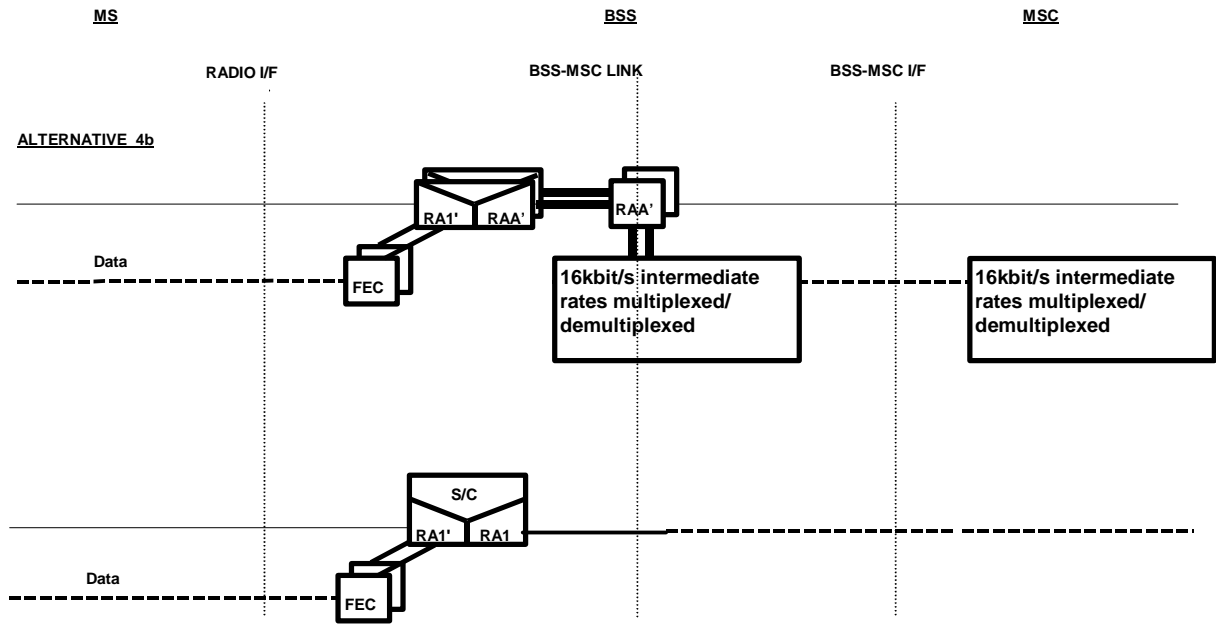 MS
BSS
MSC
RADIO I/F
BSS-MSC LINK
BSS-MSC I/F
ALTERNATIVE 4b
RA1'
RAA’
RAA’
Data
FEC
16kbit/s intermediate
rates multiplexed/
demultiplexed
16kbit/s intermediate
rates multiplexed/
demultiplexed
S/C
RA1'
RA1
Data
FEC